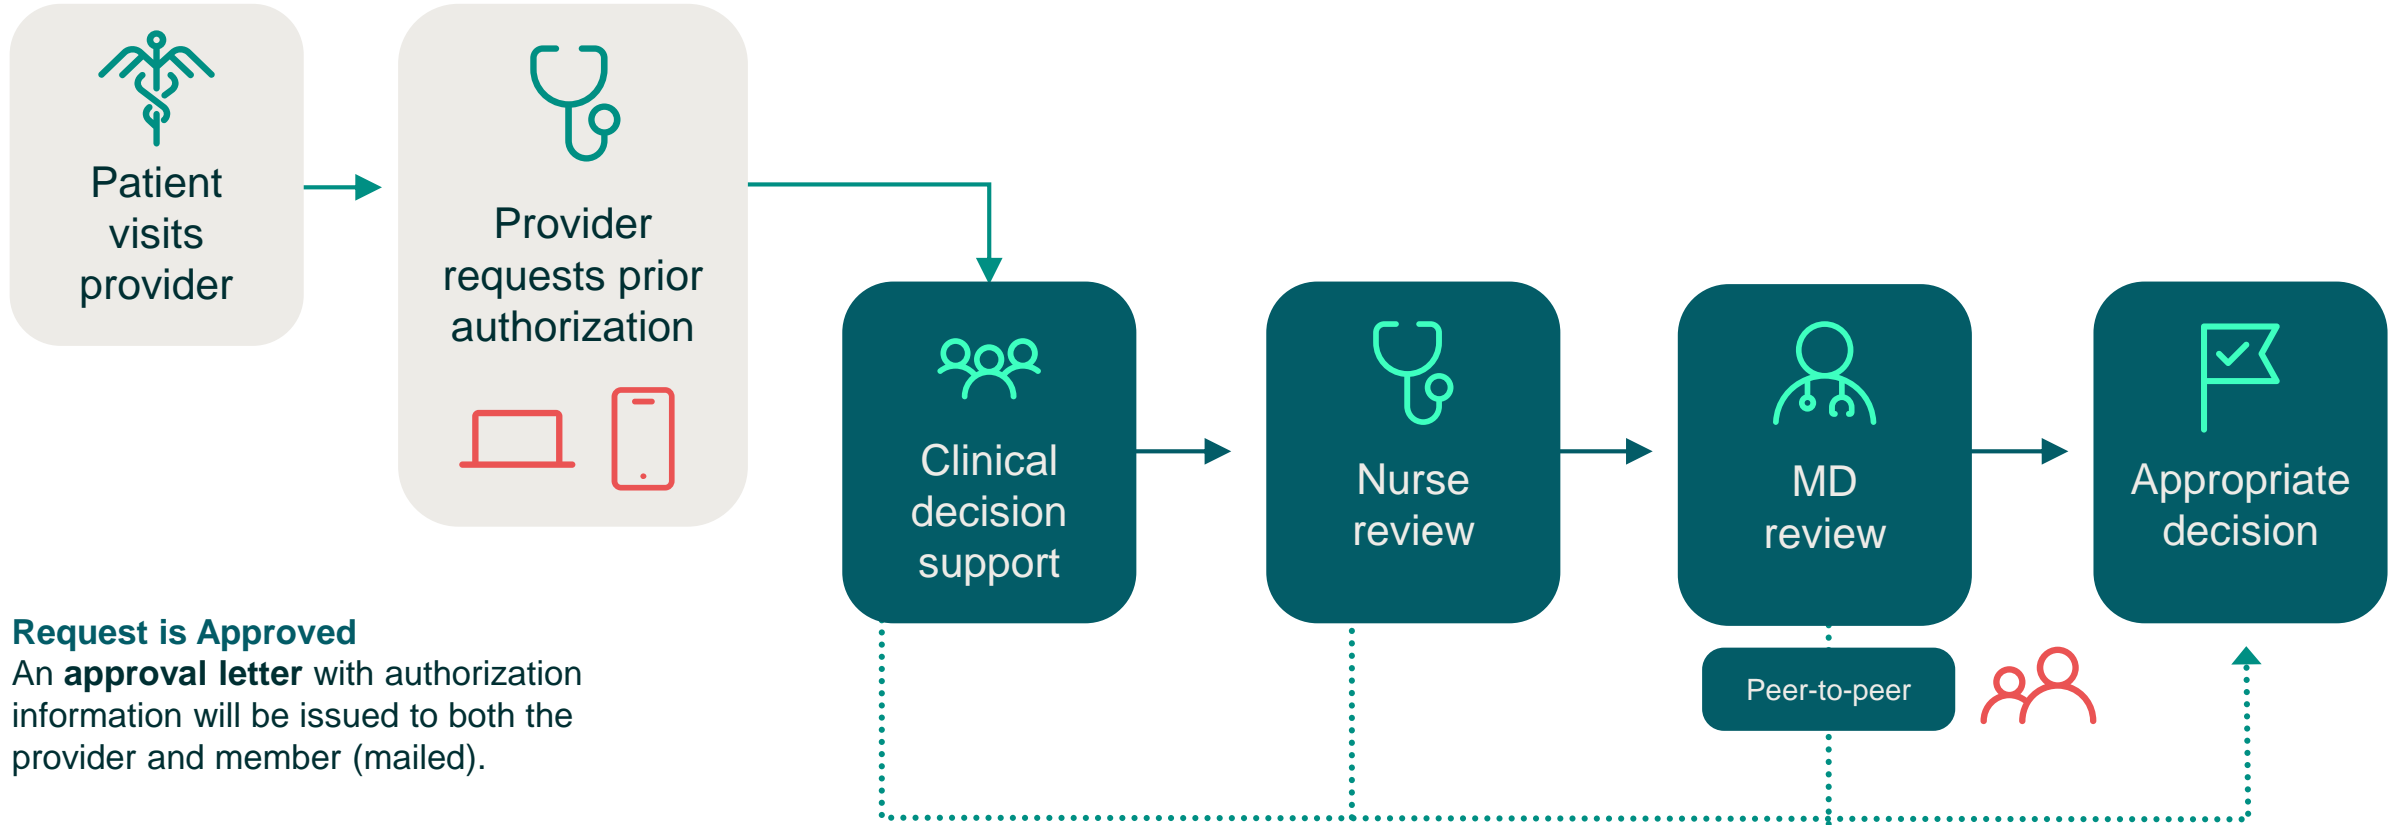 Patient
visits
provider
Provider
requests prior
authorization
Clinical
decision
support
Nurse
review
MD
review
Appropriate
decision
Peer-to-peer
Request is Approved
An approval letter with authorization
information will be issued to both the
provider and member (mailed).